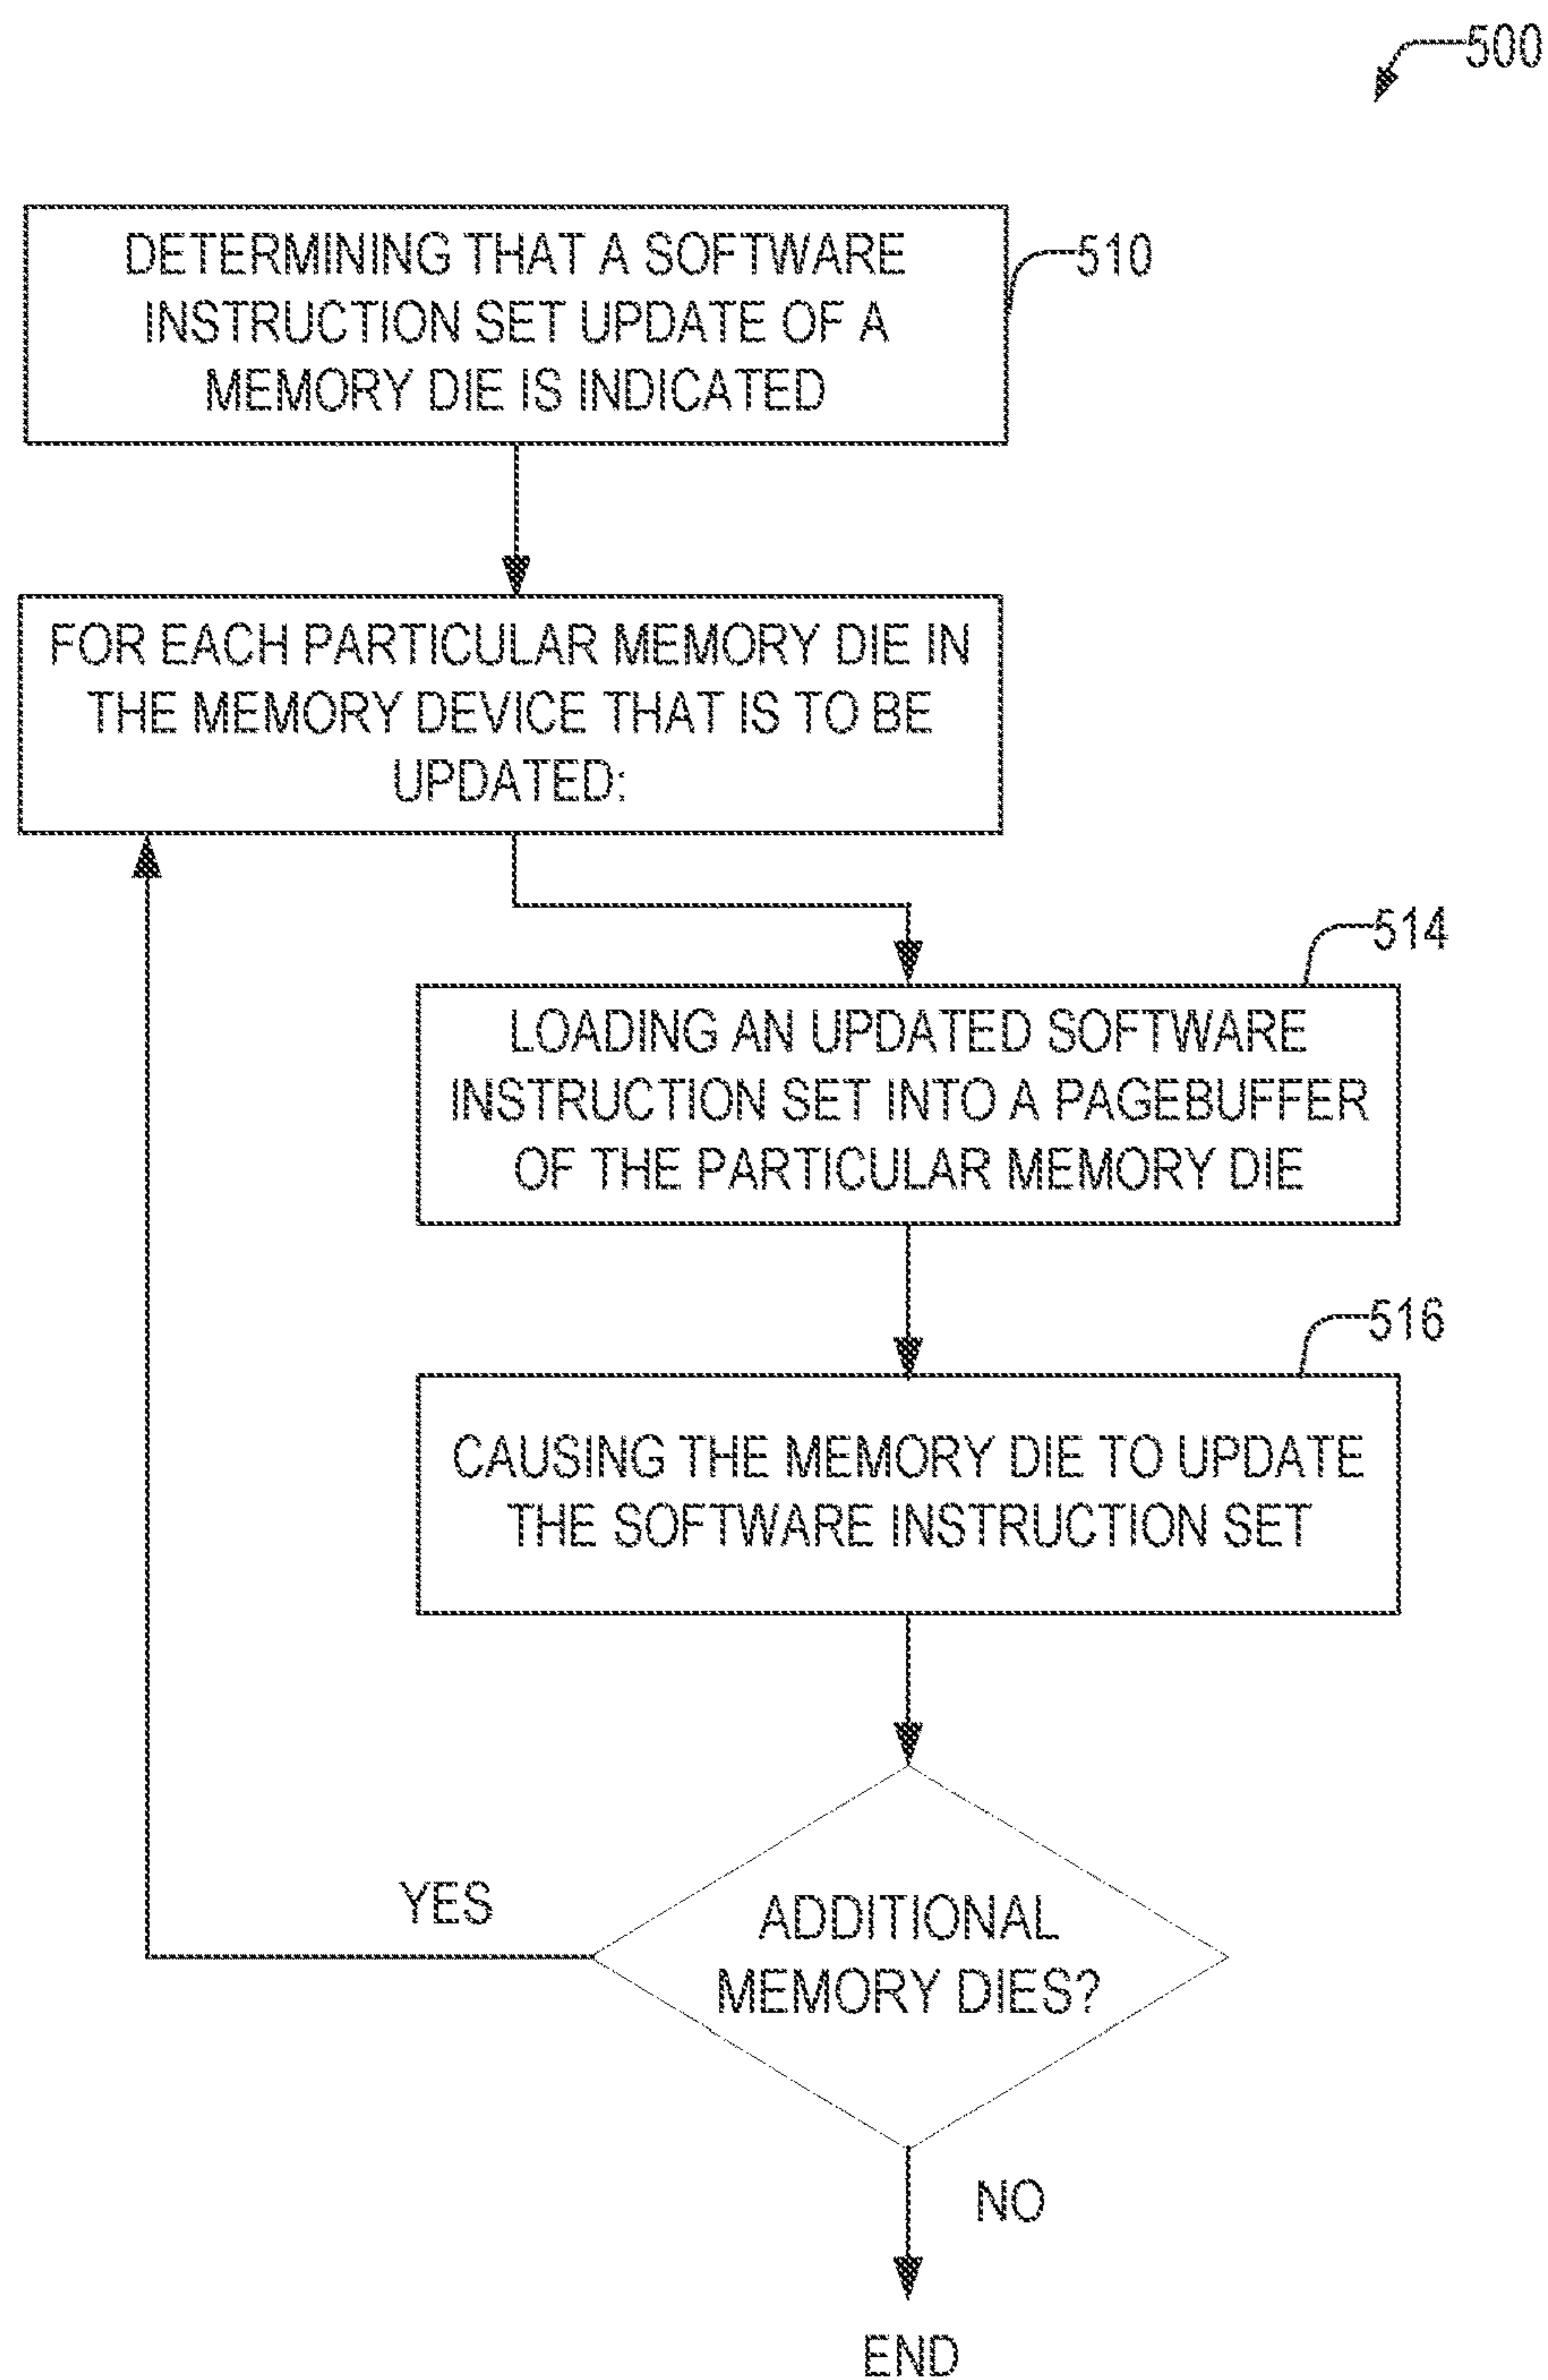 500
DETERMINING THAT A SOFTWARE
INSTRUCTION SET UPDATE OF A
MEMORY DIE IS INDICATED
510
FOR EACH PARTICULAR MEMORY DIE IN
THE MEMORY DEVICE THAT IS TO BE
UPDATED:
514
LOADING AN UPDATED SOFTWARE
INSTRUCTION SET INTO A PAGEBUFFER
OF THE PARTICULAR MEMORY DIE
516
CAUSING THE MEMORY DIE TO UPDATE
THE SOFTWARE INSTRUCTION SET
YES
ADDITIONAL
MEMORY DIES?
NO
END